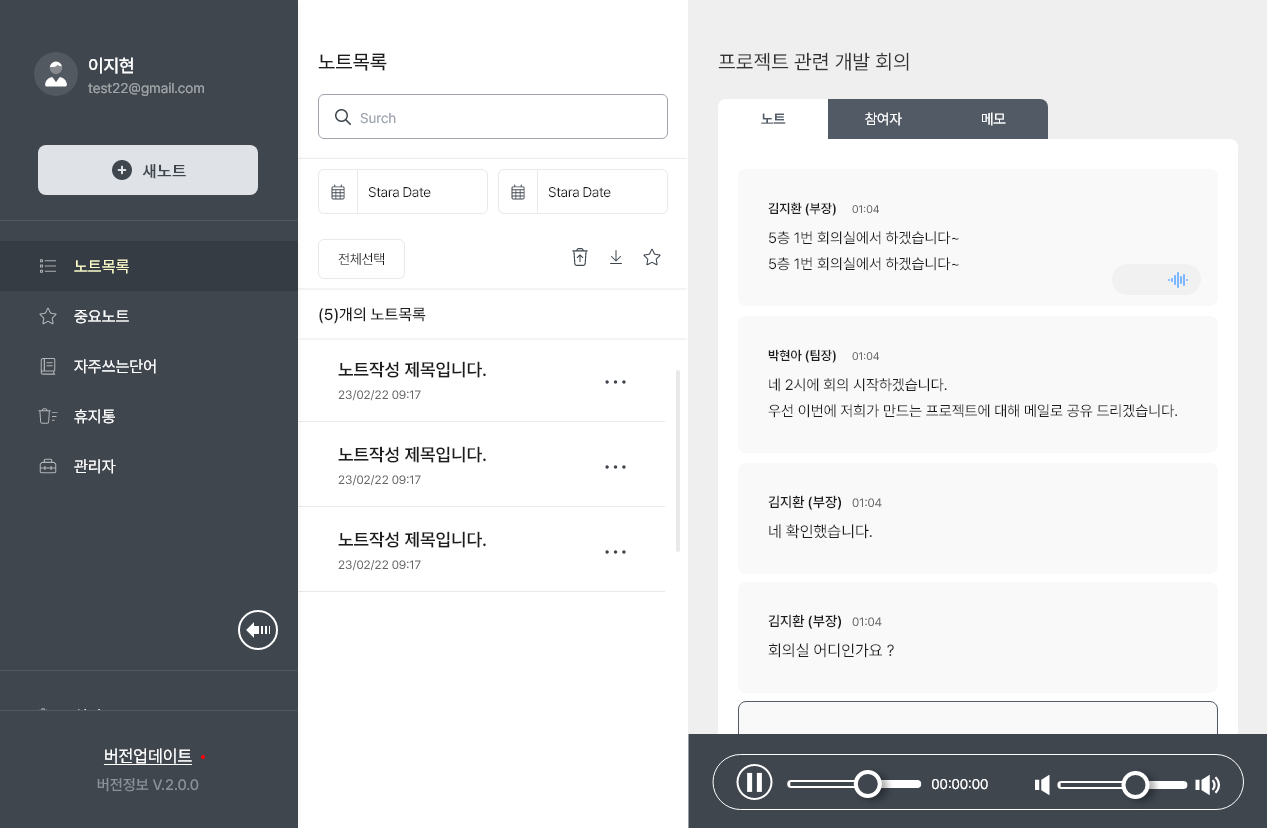 이지현
test22@gmail.com
새노트
노트목록
중요노트
자주쓰는단어
휴지통
관리자
버전업데이트
버전정보 V.2.0.0
노트목록
Surch
Stara Date
Stara Date
전체선택
(5)개의 노트목록
노트작성 제목입니다.
23/02/22 09:17
노트작성 제목입니다.
23/02/22 09:17
노트작성 제목입니다.
23/02/22 09:17
프로젝트 관련 개발 회의
노트 참여자 메모
김지환 (부장) 01:04
5층 1번 회의실에서 하겠습니다~
5층 1번 회의실에서 하겠습니다~
박현아 (팀장) 01:04
네 2시에 회의 시작하겠습니다.
우선 이번에 저희가 만드는 프로젝트에 대해 메일로 공유 드리겠습니다.
김지환 (부장) 01:04
네 확인했습니다.
김지환 (부장) 01:04
회의실 어디인가요 ?
00:00:00